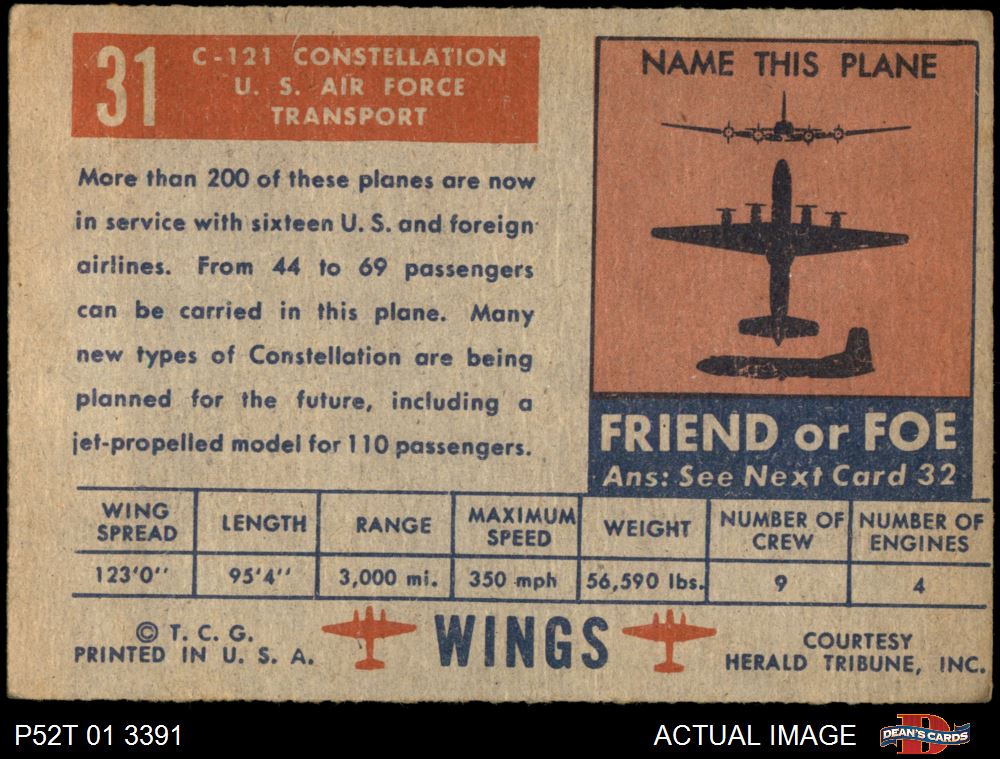 31
C-121 CONSTELLATION
U. S. AIR FORCE
TRANSPORT
More than 200 of these planes are now
in service with sixteen U. S. and foreign
airlines. From 44 to 69 passengers
can be carried in this plane. Many
new types of Constellation are being
planned for the future, including a
jet-propelled model for 110 passengers.
NAME THIS PLANE
FRIEND or FOE
Ans: See Next Card 32
WING SPREAD
LENGTH
RANGE
MAXIMUM SPEED
WEIGHT
NUMBER OF CREW
NUMBER OF ENGINES
123'0''
95'4''
3,000 mi.
350 mph
56,590 lbs.
9
4
© T. C. G.
PRINTED IN U. S. A.
WINGS
COURTESY
HERALD TRIBUNE, INC.
P52T 01 3391
ACTUAL IMAGE
D
DEAN'S CARDS